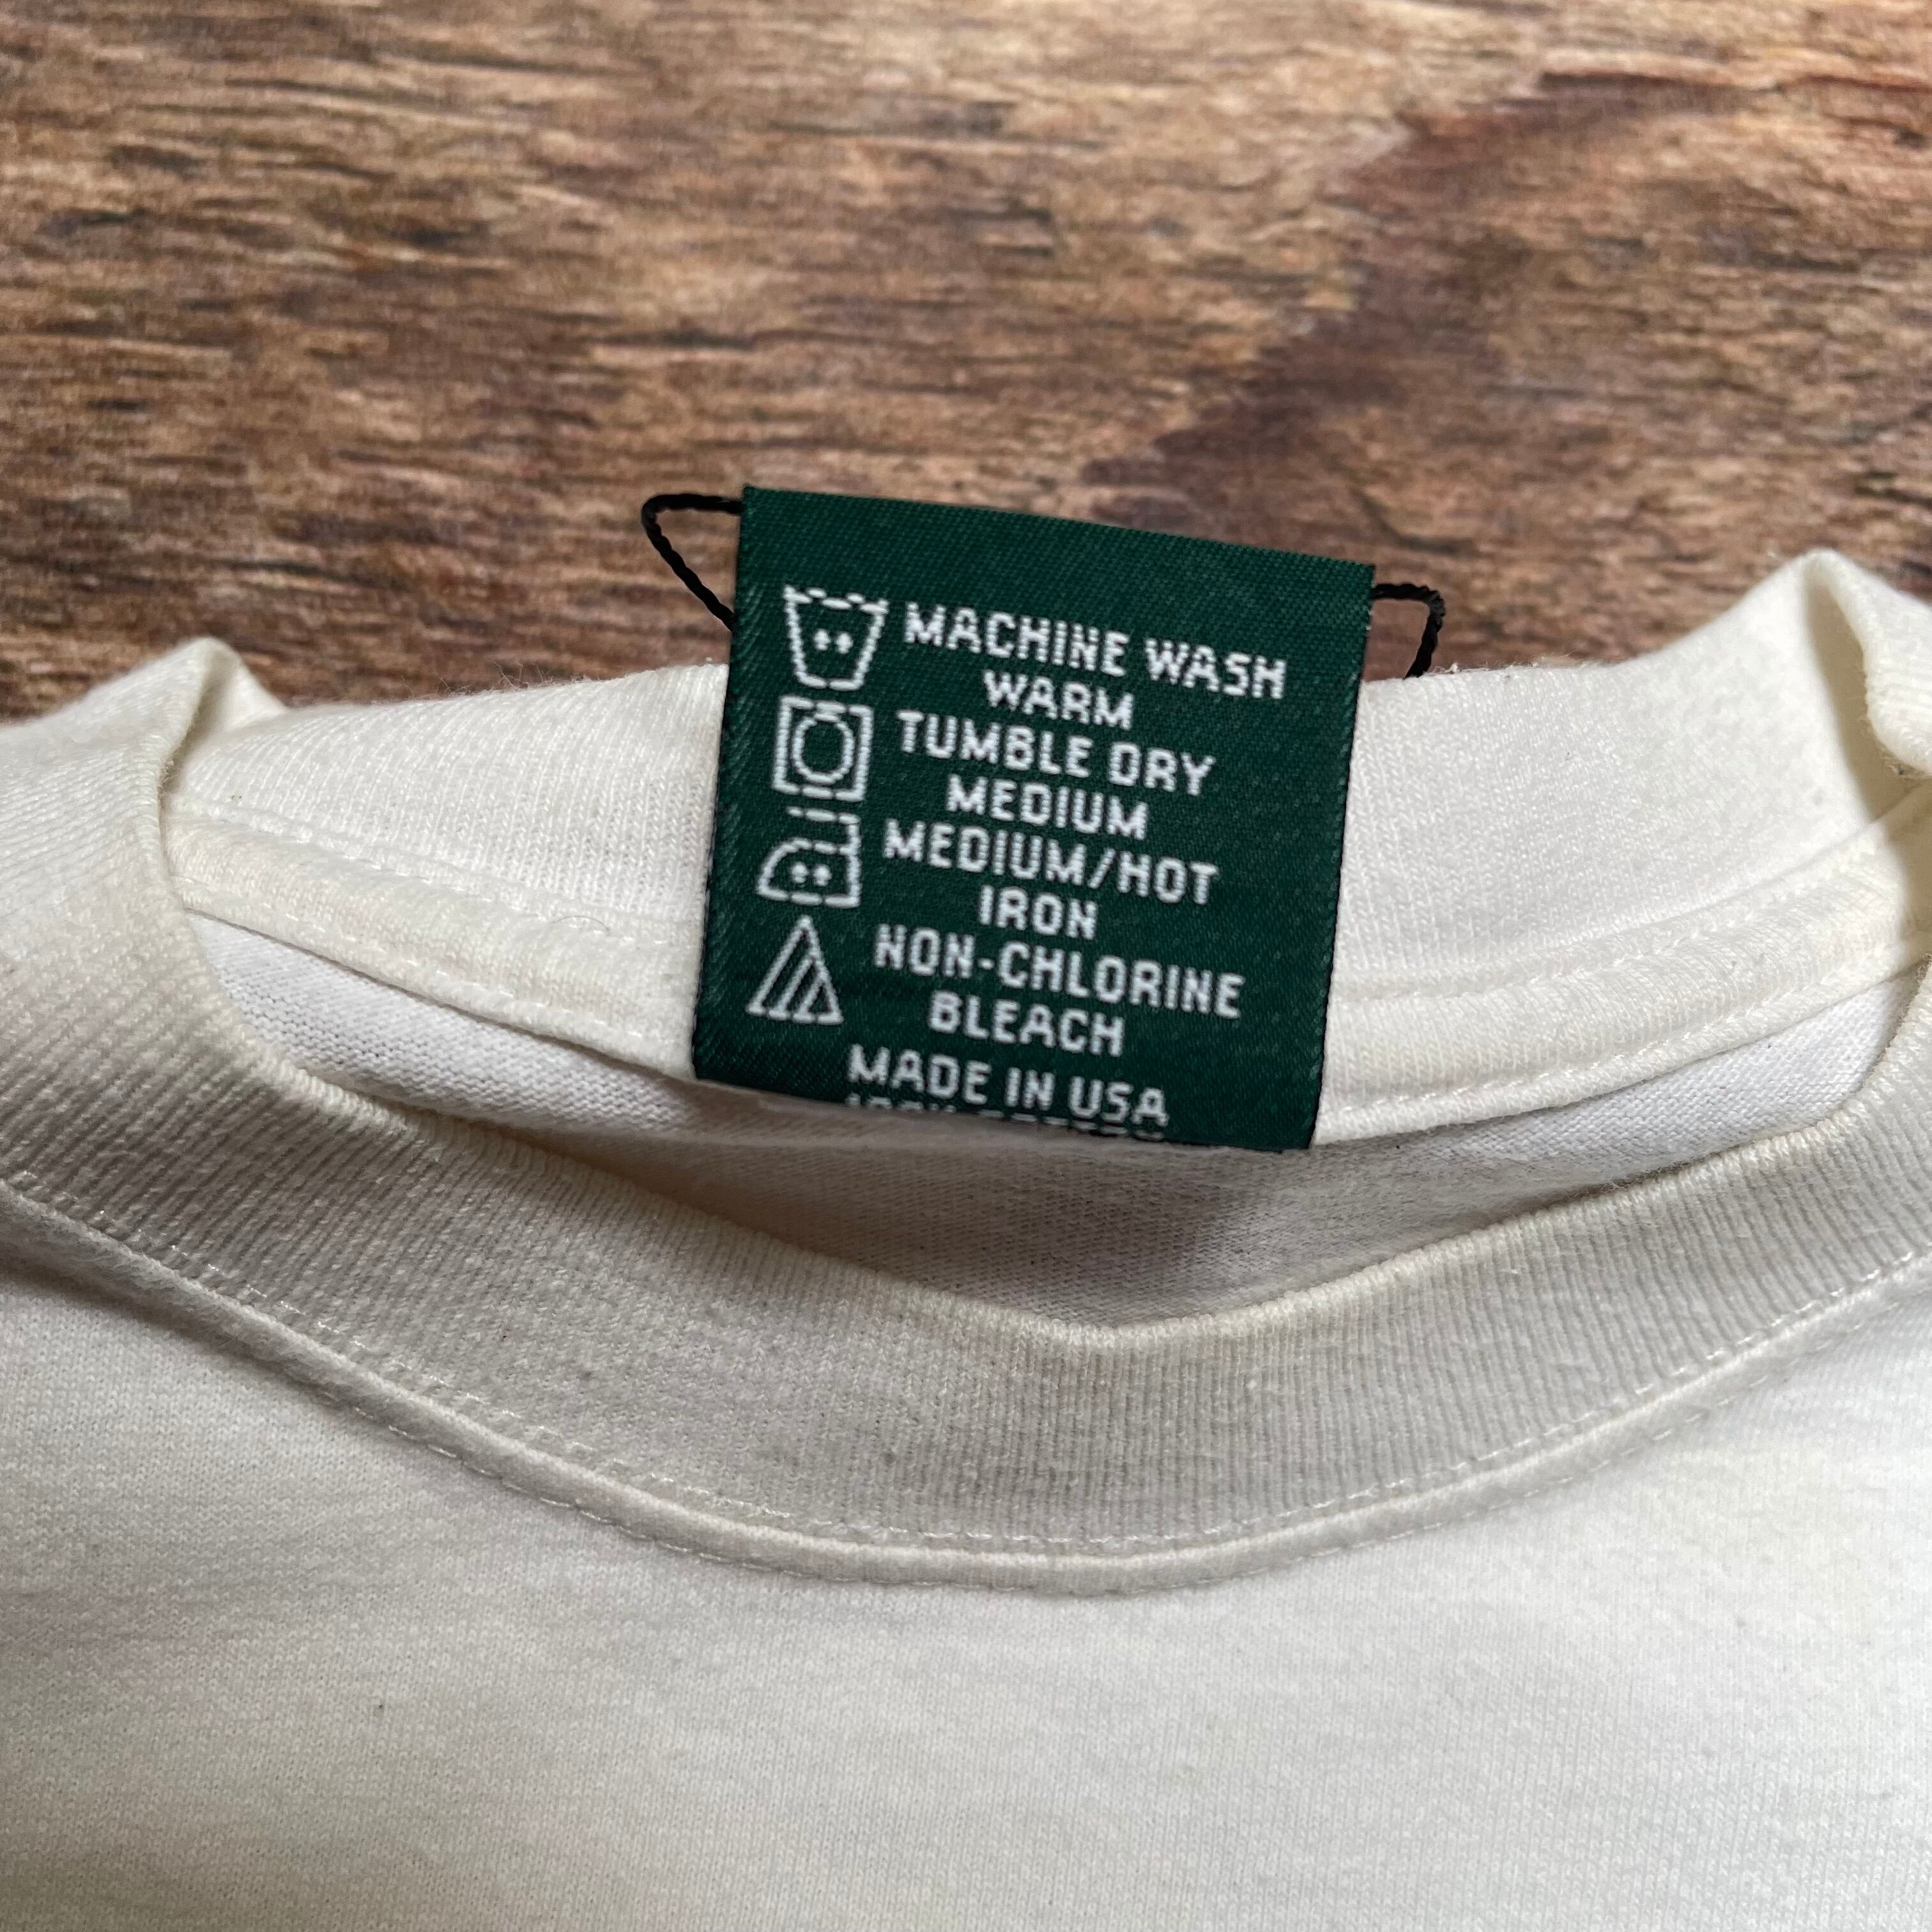 MACHINE WASH
WARM
TUMBLE DRY
MEDIUM
MEDIUM/HOT
IRON
NON-CHLORINE
BLEACH
MADE IN USA